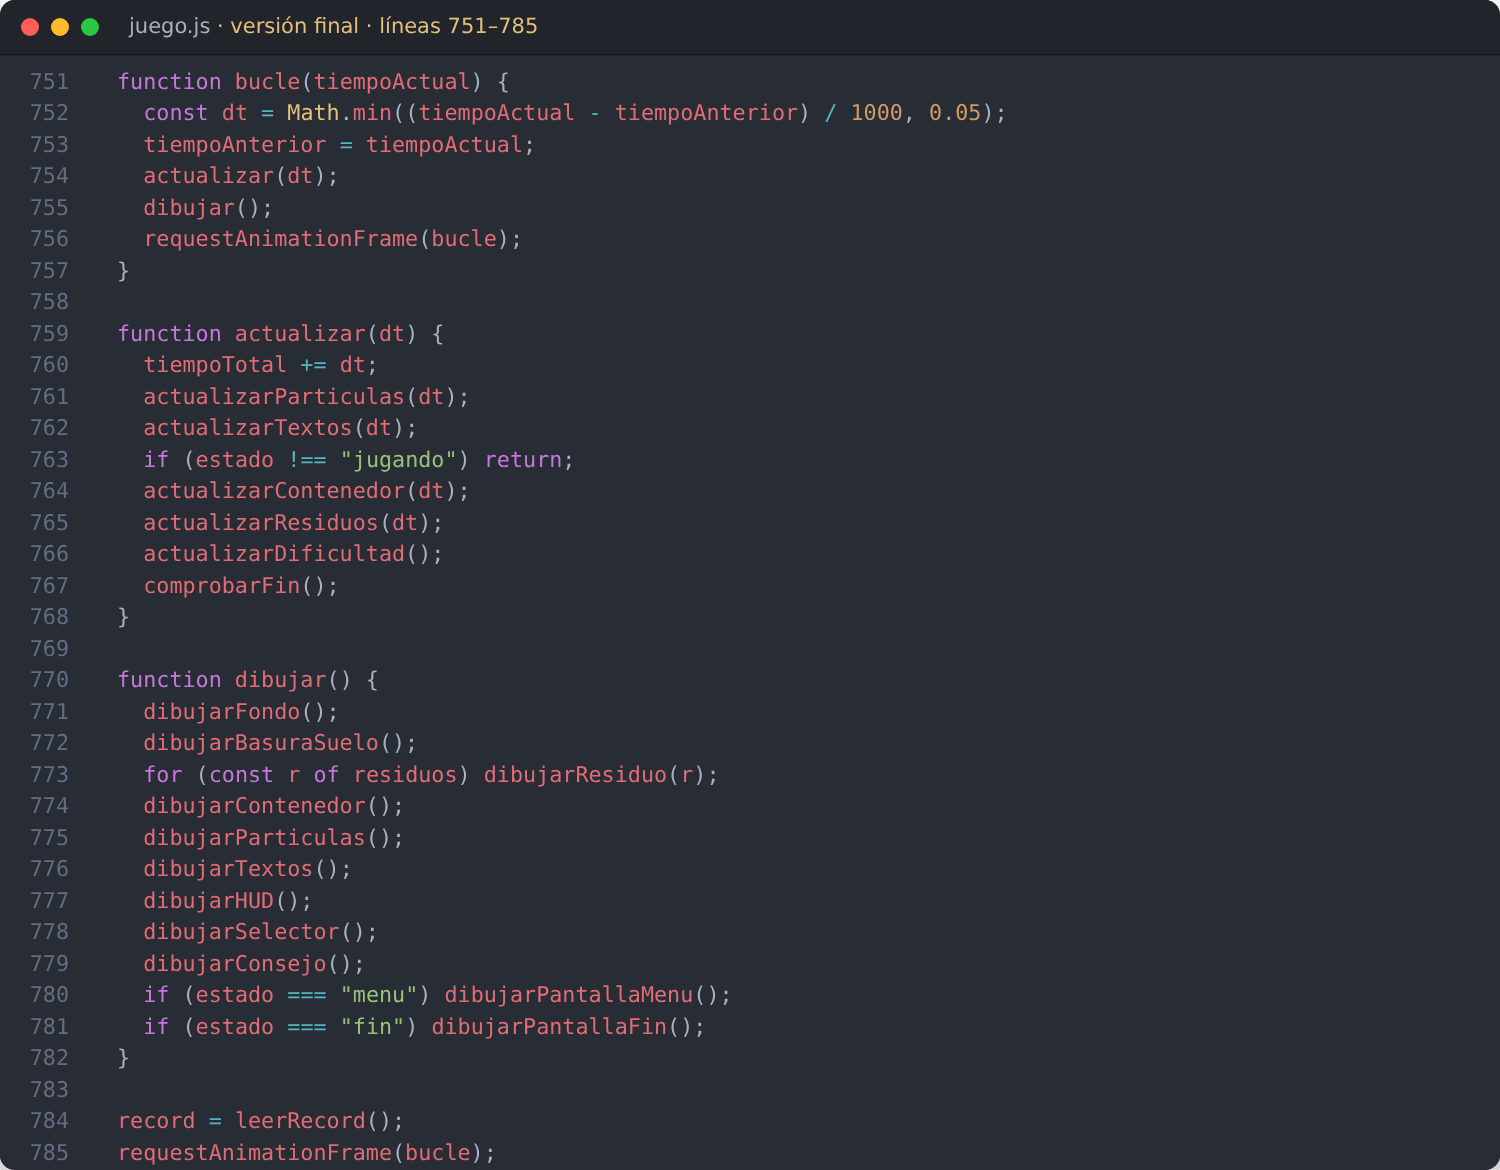 juego.js · versión final · líneas 751–785
751 function bucle(tiempoActual) {
752   const dt = Math.min((tiempoActual - tiempoAnterior) / 1000, 0.05);
753   tiempoAnterior = tiempoActual;
754   actualizar(dt);
755   dibujar();
756   requestAnimationFrame(bucle);
757 }
758
759 function actualizar(dt) {
760   tiempoTotal += dt;
761   actualizarParticulas(dt);
762   actualizarTextos(dt);
763   if (estado !== "jugando") return;
764   actualizarContenedor(dt);
765   actualizarResiduos(dt);
766   actualizarDificultad();
767   comprobarFin();
768 }
769
770 function dibujar() {
771   dibujarFondo();
772   dibujarBasuraSuelo();
773   for (const r of residuos) dibujarResiduo(r);
774   dibujarContenedor();
775   dibujarParticulas();
776   dibujarTextos();
777   dibujarHUD();
778   dibujarSelector();
779   dibujarConsejo();
780   if (estado === "menu") dibujarPantallaMenu();
781   if (estado === "fin") dibujarPantallaFin();
782 }
783
784 record = leerRecord();
785 requestAnimationFrame(bucle);